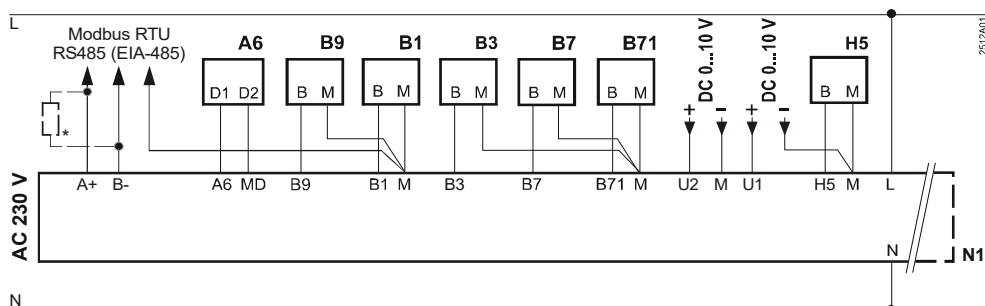 L
Modbus RTU
RS485 (EIA-485)
A6 B9 B1 B3 B7 B71 H5
DC 0...10 V
DC 0...10 V
2512A01
D1 D2 B M B M B M B M B M B M
*
+ – + –
A+ B- A6 MD B9 B1 M B3 B7 B71 M U2 M U1 H5 M L
AC 230 V
N
N1
N